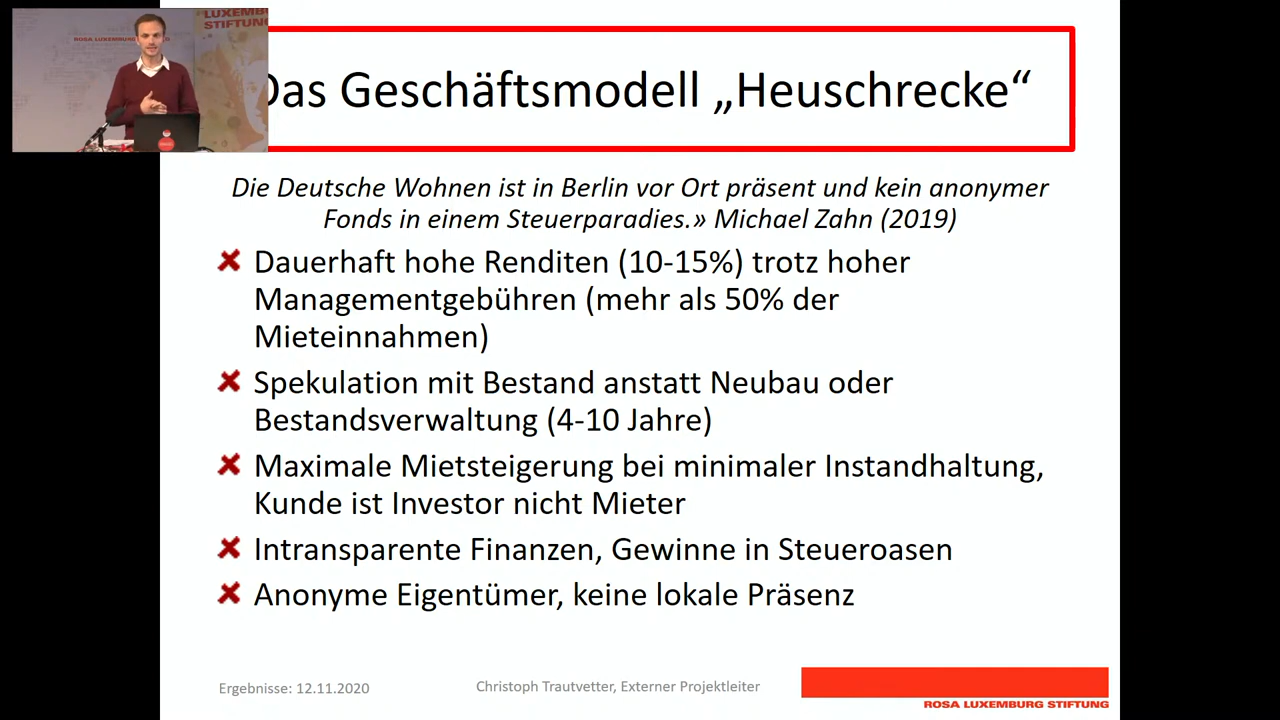 LUXEMBURG
STIFTUNG
ROSA LUXEMBURG
Das Geschäftsmodell „Heuschrecke“
Die Deutsche Wohnen ist in Berlin vor Ort präsent und kein anonymer
Fonds in einem Steuerparadies.» Michael Zahn (2019)
Dauerhaft hohe Renditen (10-15%) trotz hoher
Managementgebühren (mehr als 50% der
Mieteinnahmen)
Spekulation mit Bestand anstatt Neubau oder
Bestandsverwaltung (4-10 Jahre)
Maximale Mietsteigerung bei minimaler Instandhaltung,
Kunde ist Investor nicht Mieter
Intransparente Finanzen, Gewinne in Steueroasen
Anonyme Eigentümer, keine lokale Präsenz
Ergebnisse: 12.11.2020
Christoph Trautvetter, Externer Projektleiter
ROSA LUXEMBURG STIFTUNG